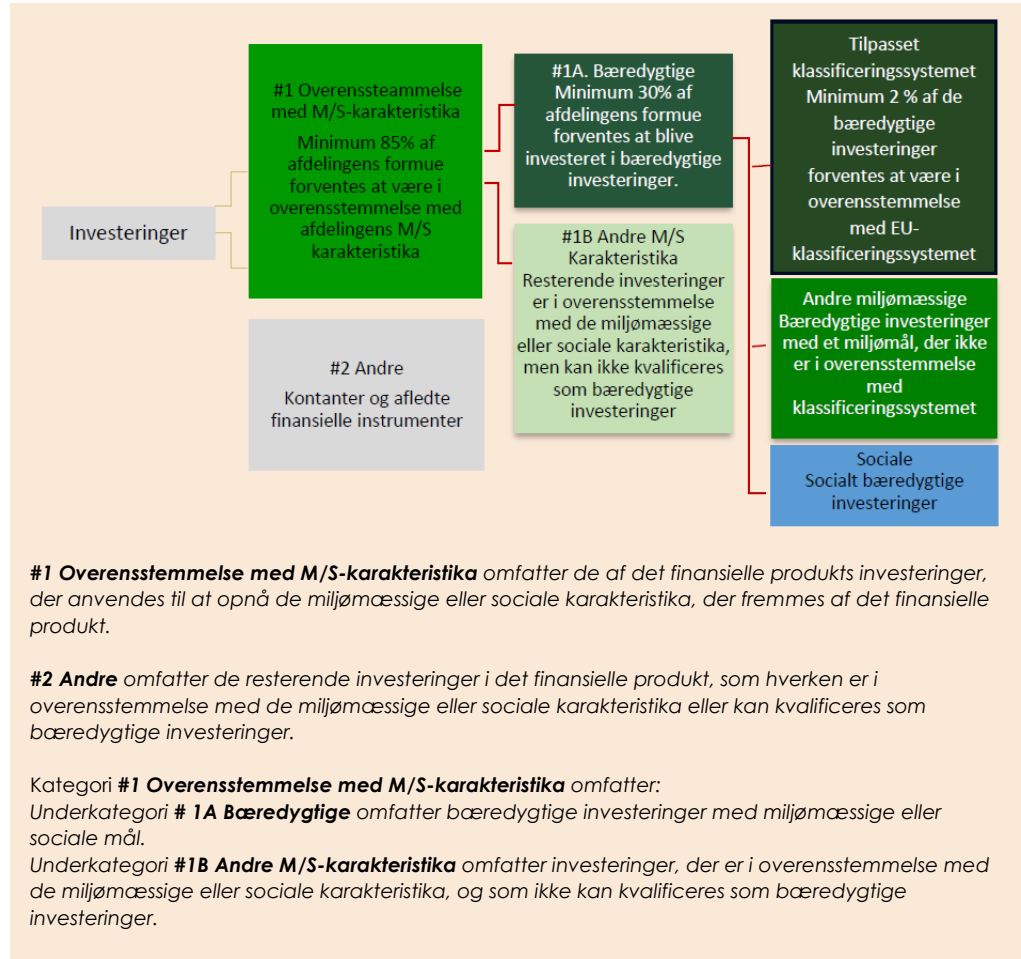 Investeringer
#1 Overenssteammelse
med M/S-karakteristika
Minimum 85% af
afdelingens formue
forventes at være i
overensstemmelse med
afdelingens M/S
karakteristika
#2 Andre
Kontanter og afledte
finansielle instrumenter
#1A. Bæredygtige
Minimum 30% af
afdelingens formue
forventes at blive
investeret i bæredygtige
investeringer.
#1B Andre M/S
Karakteristika
Resterende investeringer
er i overensstemmelse
med de miljømæssige
eller sociale karakteristika,
men kan ikke kvalificeres
som bæredygtige
investeringer
Tilpasset
klassificeringssystemet
Minimum 2 % af de
bæredygtige
investeringer
forventes at være i
overensstemmelse
med EU-
klassificeringssystemet
Andre miljømæssige
Bæredygtige investeringer
med et miljømål, der ikke
er i overensstemmelse
med
klassificeringssystemet
Sociale
Socialt bæredygtige
investeringer
#1 Overensstemmelse med M/S-karakteristika omfatter de af det finansielle produkts investeringer,
der anvendes til at opnå de miljømæssige eller sociale karakteristika, der fremmes af det finansielle
produkt.
#2 Andre omfatter de resterende investeringer i det finansielle produkt, som hverken er i
overensstemmelse med de miljømæssige eller sociale karakteristika eller kan kvalificeres som
bæredygtige investeringer.
Kategori #1 Overensstemmelse med M/S-karakteristika omfatter:
Underkategori # 1A Bæredygtige omfatter bæredygtige investeringer med miljømæssige eller
sociale mål.
Underkategori #1B Andre M/S-karakteristika omfatter investeringer, der er i overensstemmelse med
de miljømæssige eller sociale karakteristika, og som ikke kan kvalificeres som bæredygtige
investeringer.